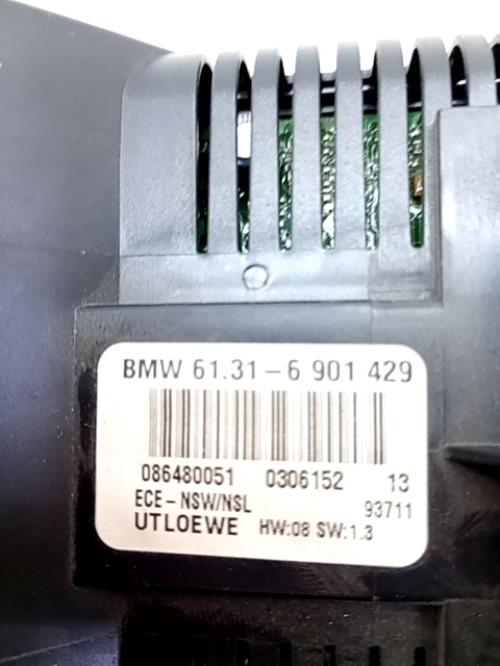 BMW 61.31-6 901 429
086480051 0306152 13
ECE-NSW/NSL 93711
UTLOEWE HW:08 SW:1.3